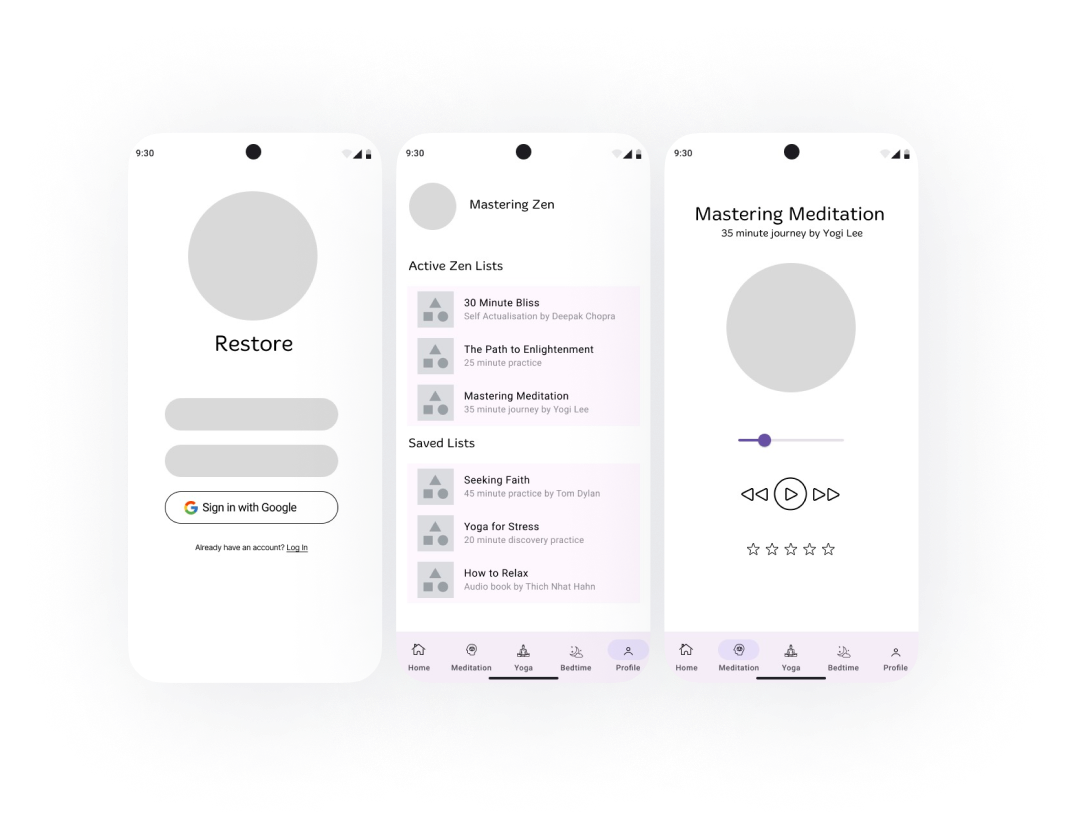 9:30
Restore
Sign in with Google
Already have an account? Log In
9:30
Mastering Zen
Active Zen Lists
30 Minute Bliss
Self Actualisation by Deepak Chopra
The Path to Enlightenment
25 minute practice
Mastering Meditation
35 minute journey by Yogi Lee
Saved Lists
Seeking Faith
45 minute practice by Tom Dylan
Yoga for Stress
20 minute discovery practice
How to Relax
Audio book by Thich Nhat Hahn
Home Meditation Yoga Bedtime Profile
9:30
Mastering Meditation
35 minute journey by Yogi Lee
Home Meditation Yoga Bedtime Profile